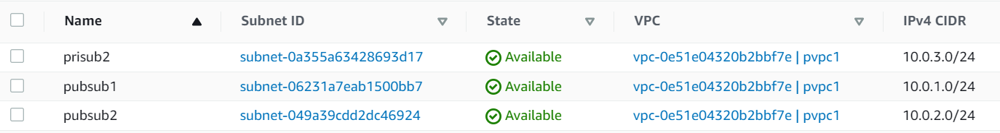 Name Subnet ID State VPC IPv4 CIDR
prisub2 subnet-0a355a63428693d17 Available vpc-0e51e04320b2bbf7e | pvpc1 10.0.3.0/24
pubsub1 subnet-06231a7eab1500bb7 Available vpc-0e51e04320b2bbf7e | pvpc1 10.0.1.0/24
pubsub2 subnet-049a39cdd2dc46924 Available vpc-0e51e04320b2bbf7e | pvpc1 10.0.2.0/24